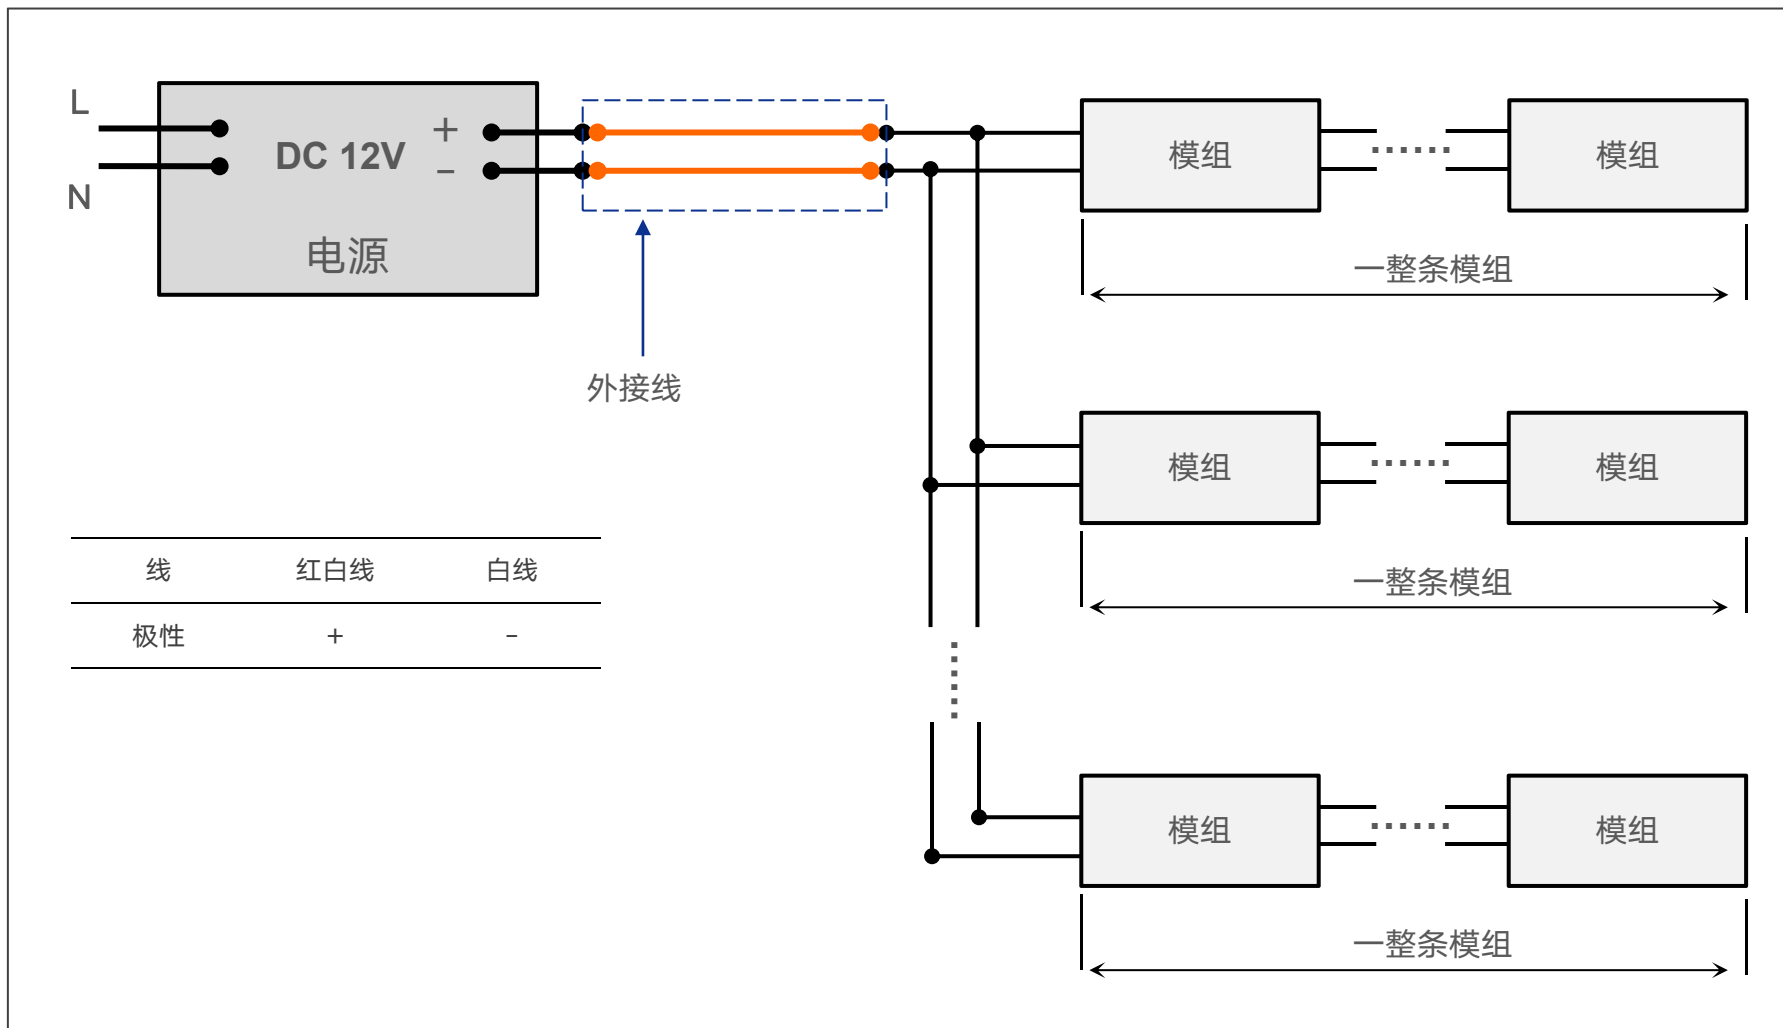 L
N
DC 12V
+
-
电源
外接线
模组
······
模组
一整条模组
模组
······
模组
一整条模组
线 红白线 白线
极性 + -
模组
······
模组
一整条模组